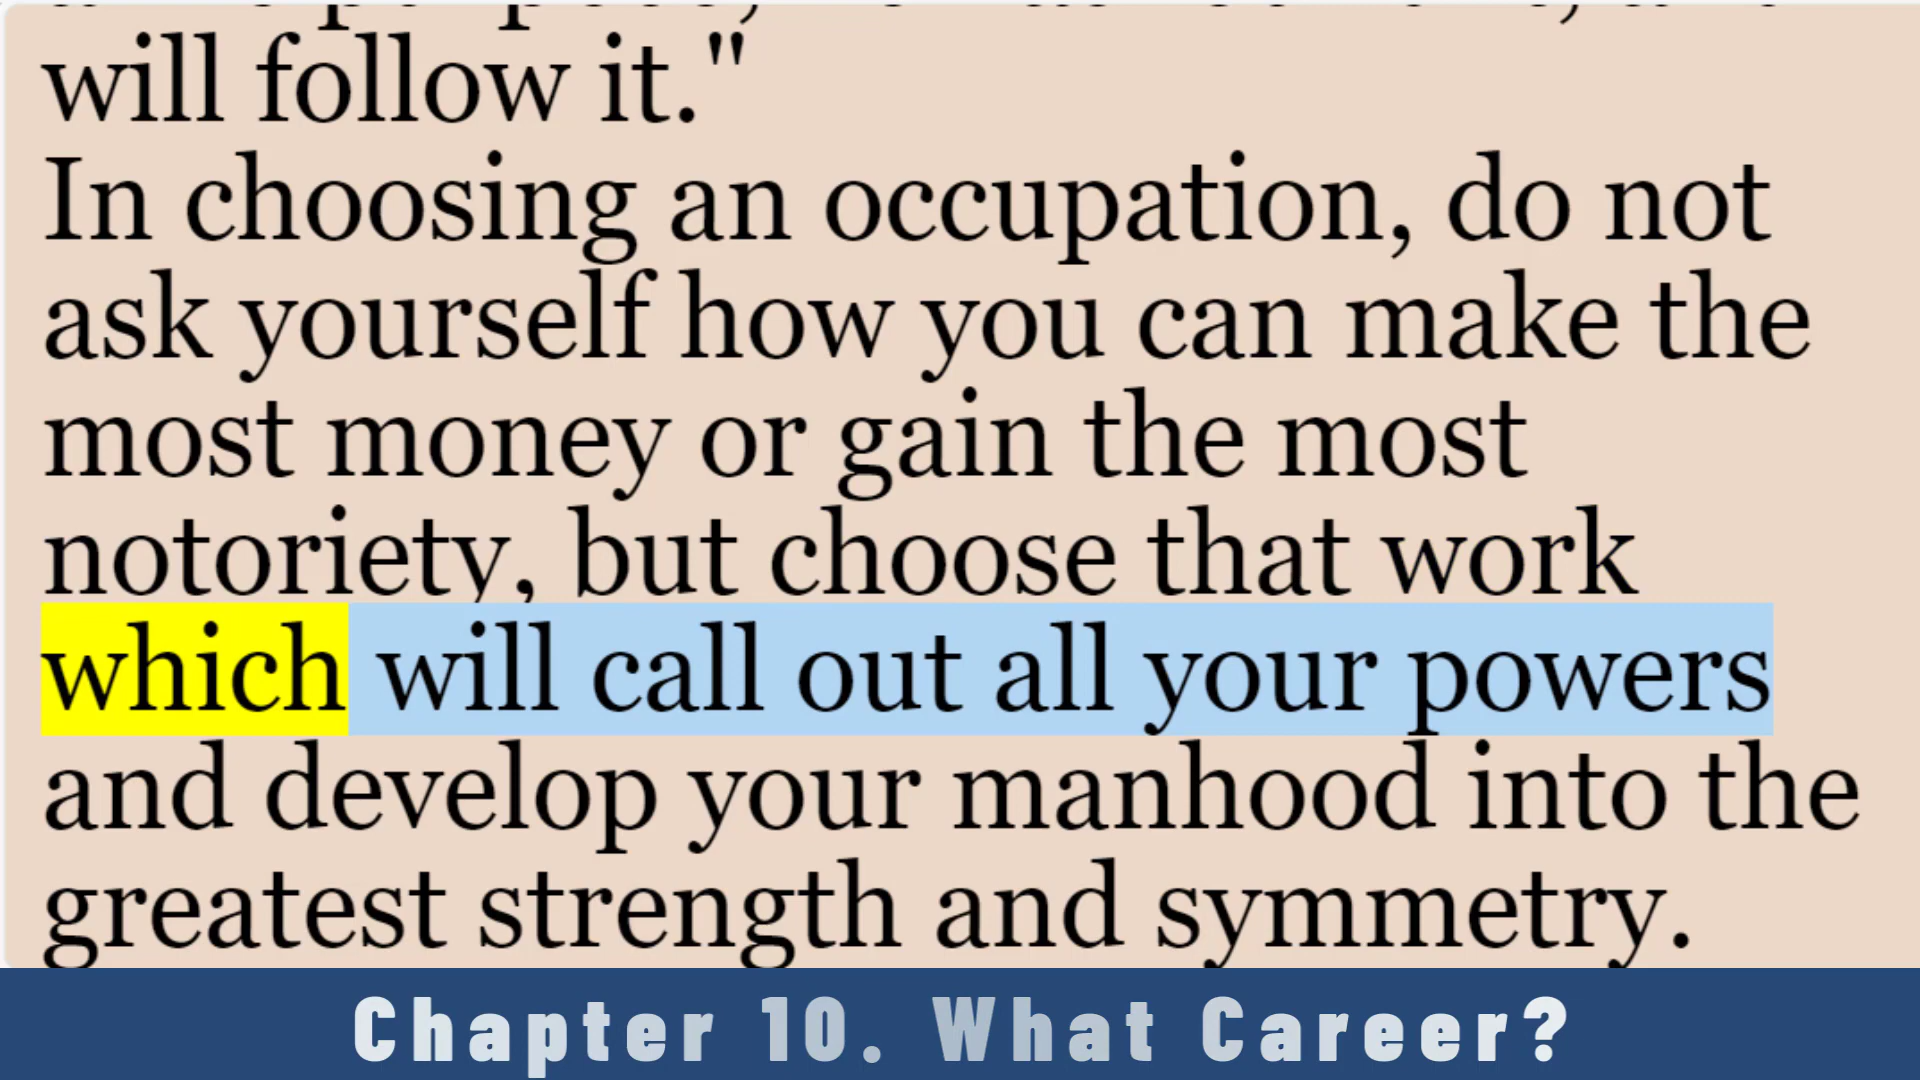 will follow it."
In choosing an occupation, do not
ask yourself how you can make the
most money or gain the most
notoriety, but choose that work
which will call out all your powers
and develop your manhood into the
greatest strength and symmetry.
Chapter 10. What Career?